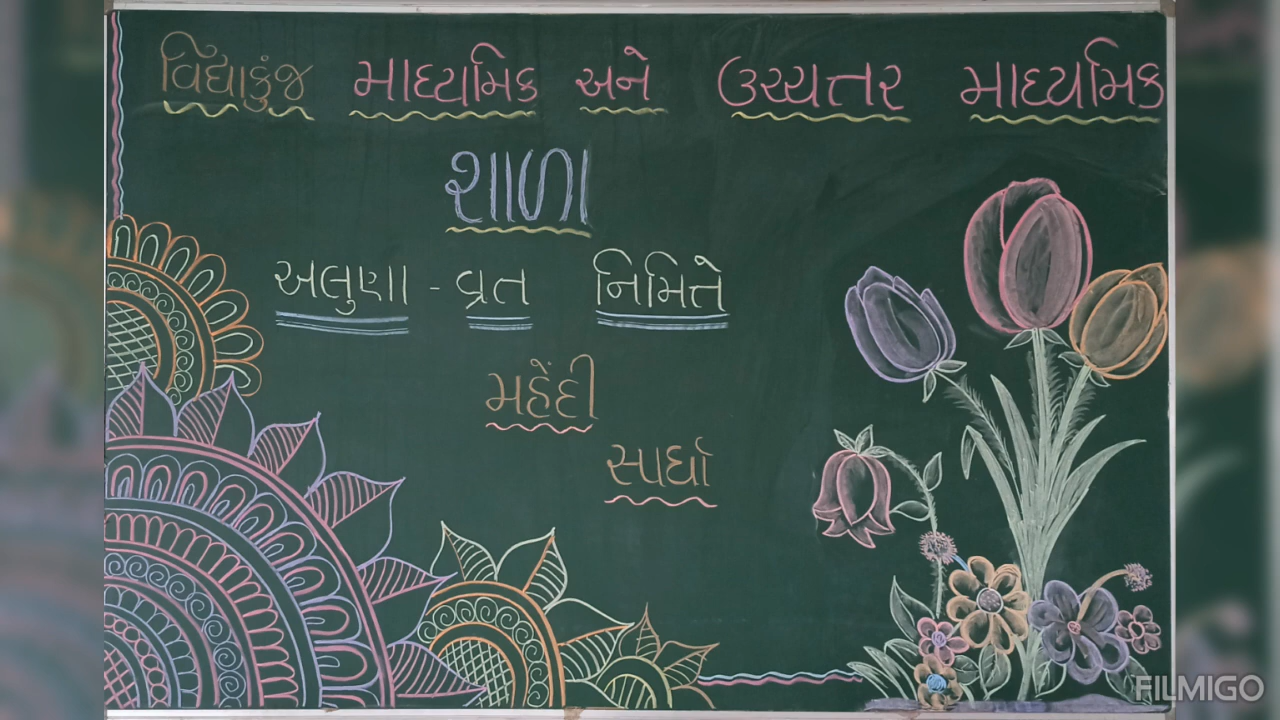 વિદ્યાકુંજ માધ્યમિક અને ઉચ્ચતર માધ્યમિક
શાળા
અલુણા - વ્રત નિમિતે
મહેંદી
સ્પર્ધા
FILMIGO